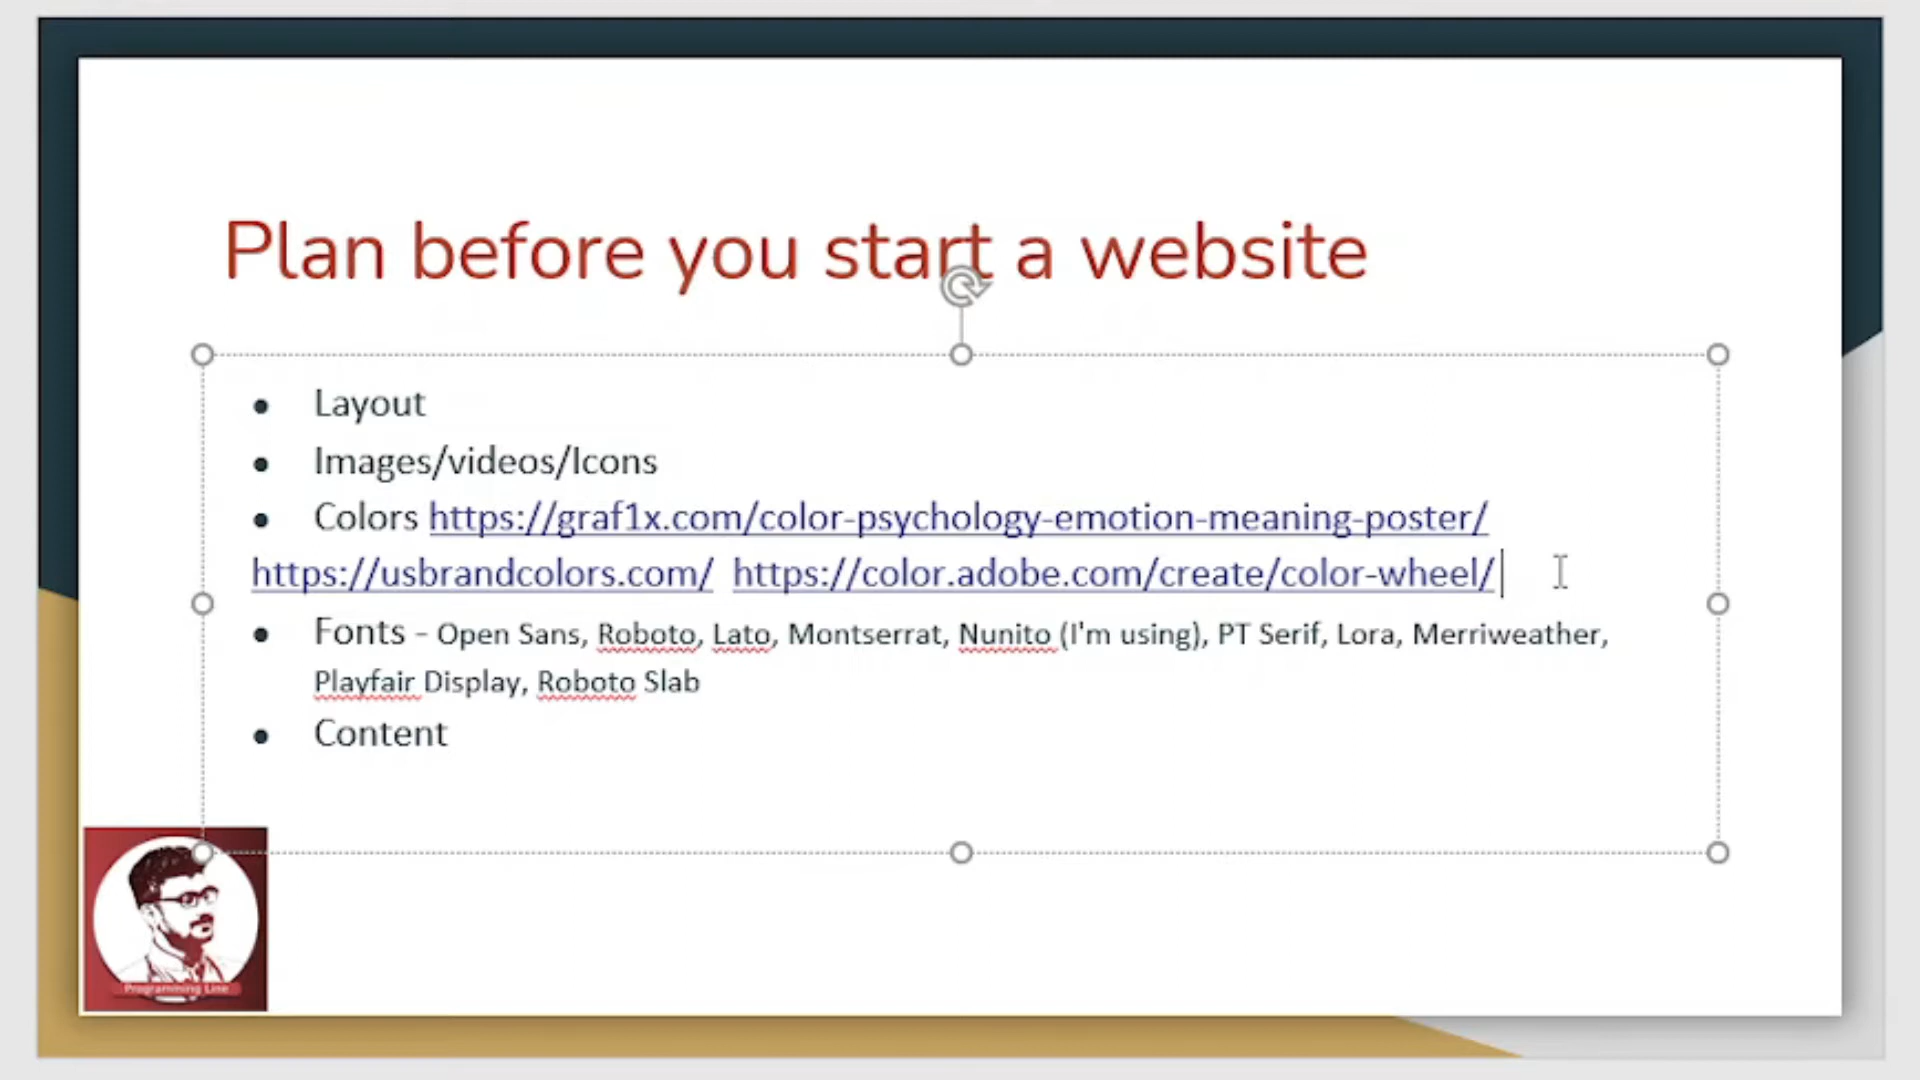 Plan before you start a website
● Layout
● Images/videos/Icons
● Colors https://graf1x.com/color-psychology-emotion-meaning-poster/
https://usbrandcolors.com/ https://color.adobe.com/create/color-wheel/
● Fonts - Open Sans, Roboto, Lato, Montserrat, Nunito (I'm using), PT Serif, Lora, Merriweather,
Playfair Display, Roboto Slab
● Content
Programming Line